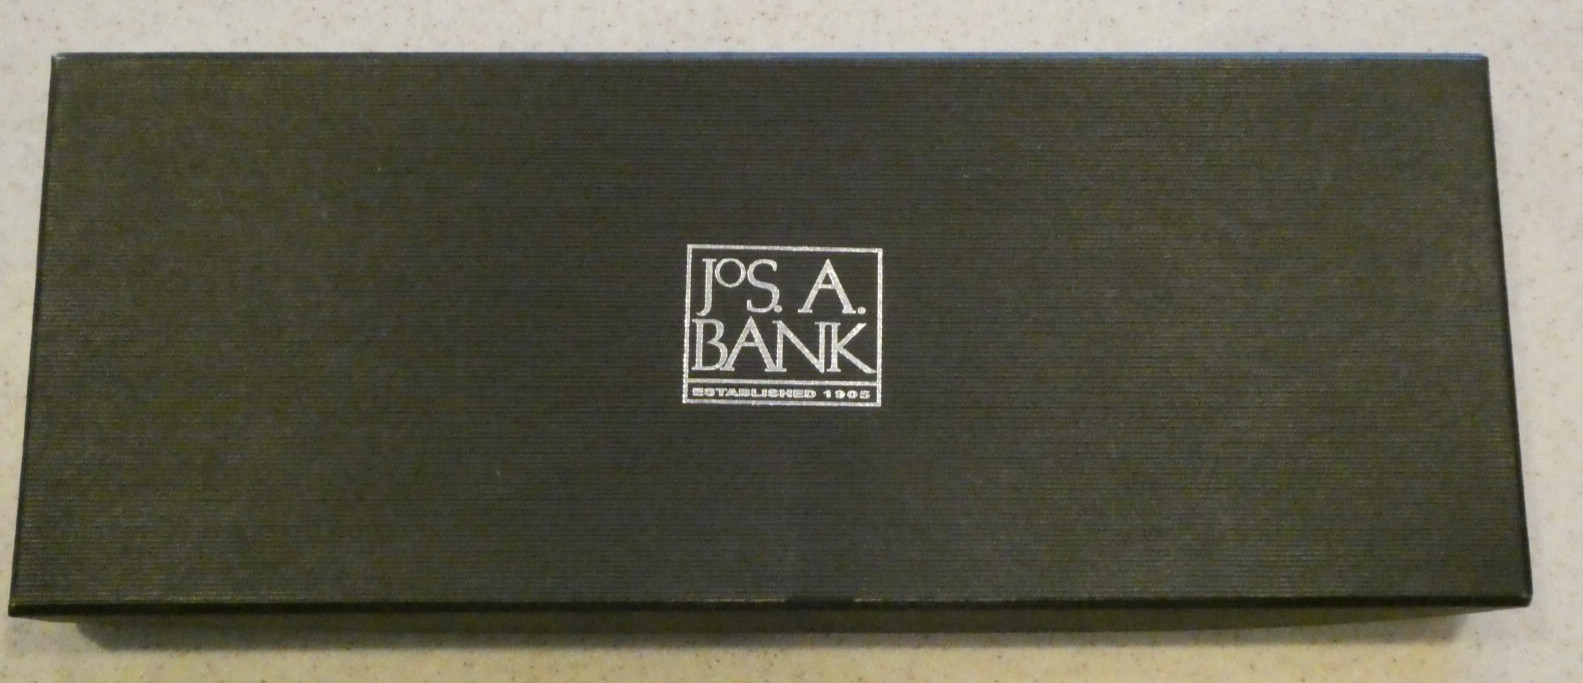 JoS. A.
BANK
ESTABLISHED 1905